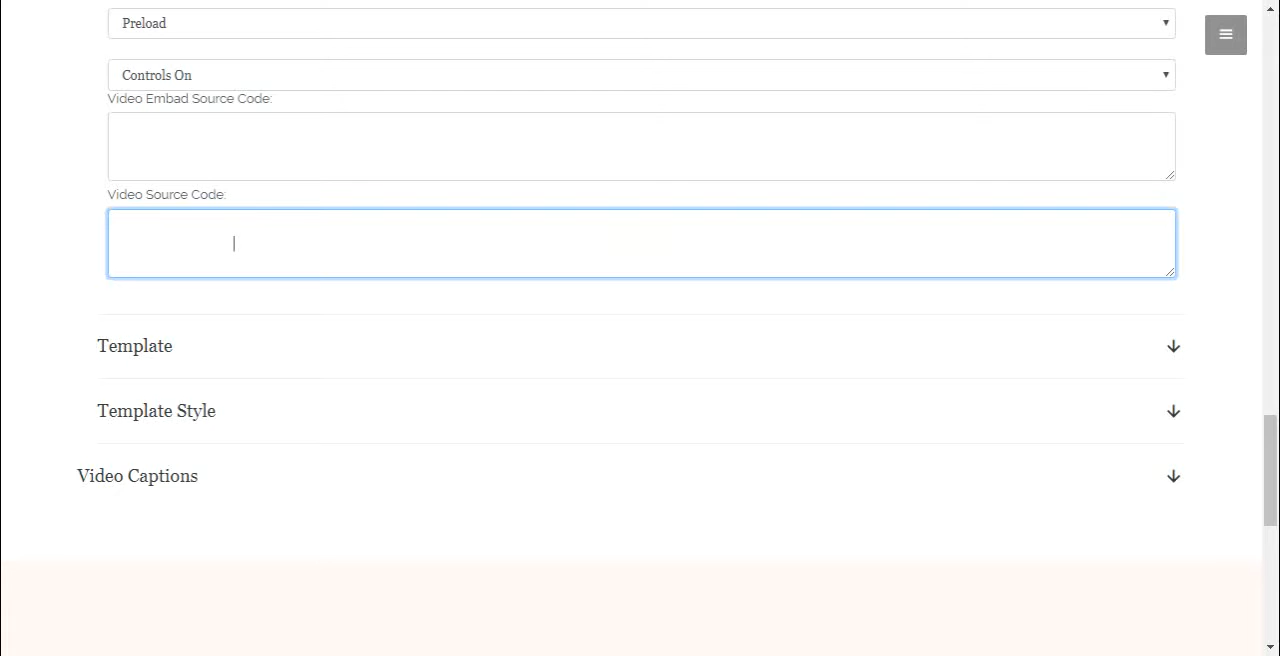 Preload
Controls On
Video Embad Source Code:
Video Source Code:
Template
Template Style
Video Captions